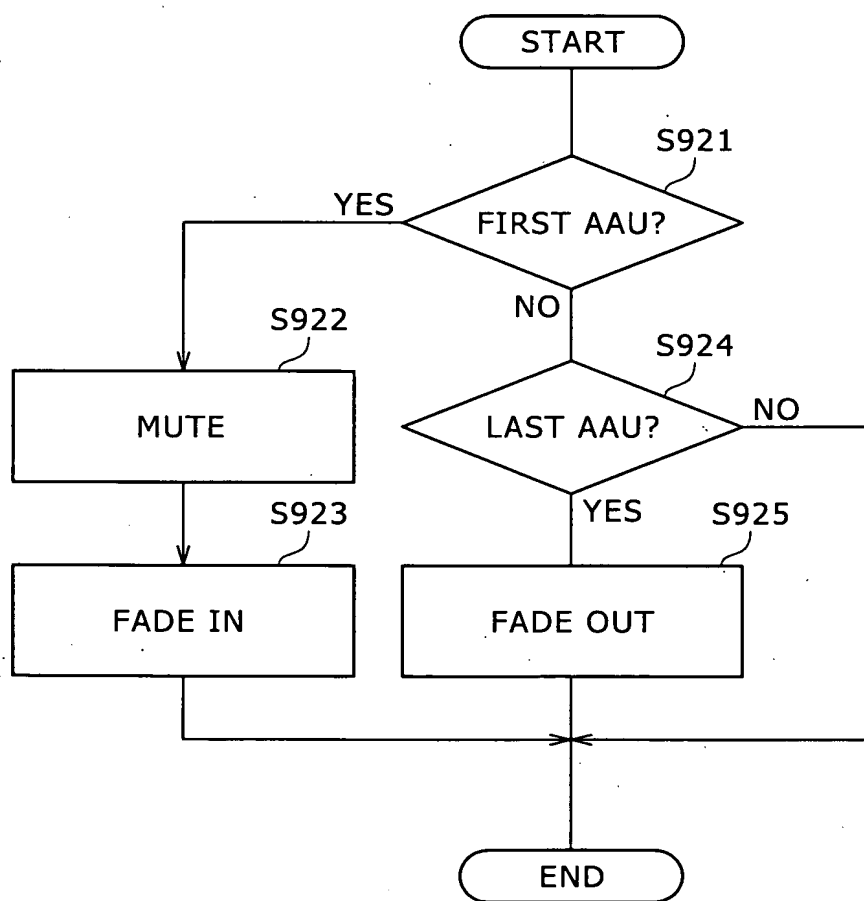 START
S921
YES
FIRST AAU?
NO
S922
S924
MUTE
LAST AAU?
NO
S923
YES
S925
FADE IN
FADE OUT
END